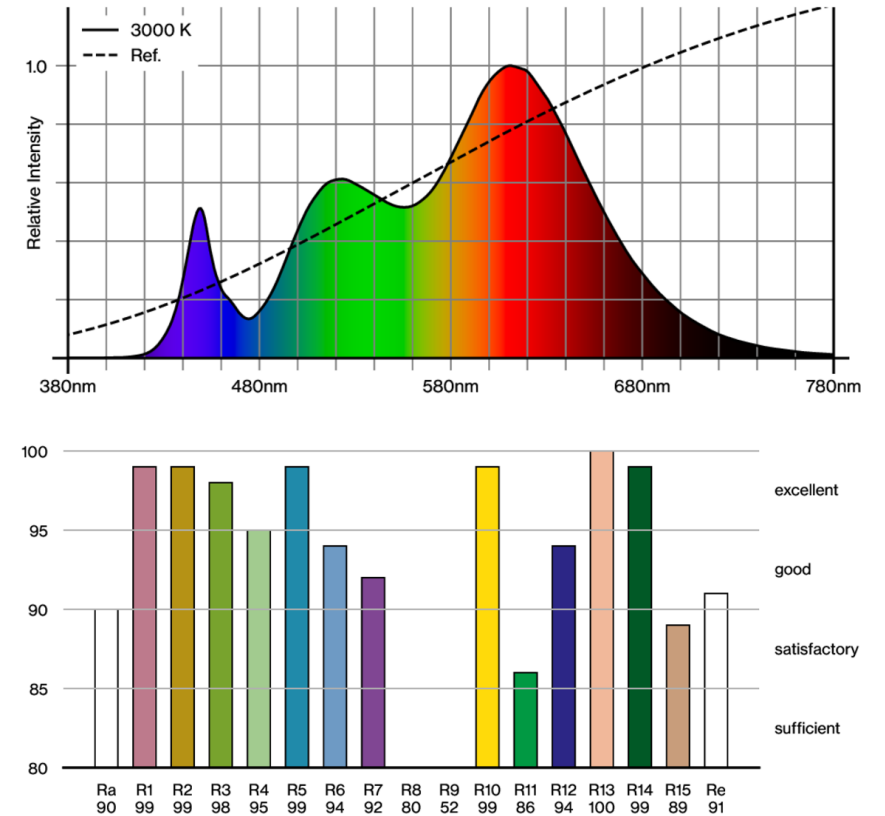 3000 K
Ref.
1.0
Relative Intensity
380nm 480nm 580nm 680nm 780nm
100
excellent
95
good
90
satisfactory
85
sufficient
80
Ra R1 R2 R3 R4 R5 R6 R7 R8 R9 R10 R11 R12 R13 R14 R15 Re
90 99 99 98 95 99 94 92 80 52 99 86 94 100 99 89 91